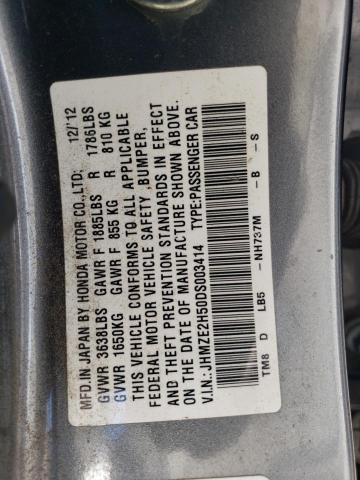 MFD.IN JAPAN BY HONDA MOTOR CO., LTD: 12/'12
GVWR 3638LBS GAWR F 1885LBS R 1786LBS
GVWR 1650KG GAWR F 855 KG R 810 KG
THIS VEHICLE CONFORMS TO ALL APPLICABLE
FEDERAL MOTOR VEHICLE SAFETY ,BUMPER,
AND THEFT PREVENTION STANDARDS IN EFFECT
ON THE DATE OF MANUFACTURE SHOWN ABOVE.
V.I.N.: JHMZE2H50DS003414 TYPE:PASSENGER CAR
TM8 D LB5 -NH737M -B -S